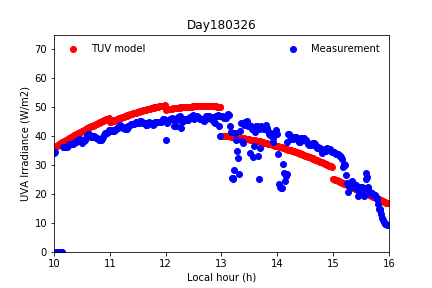 Day180326
TUV model
Measurement
UVA Irradiance (W/m2)
70
60
50
40
30
20
10
0
10 11 12 13 14 15 16
Local hour (h)